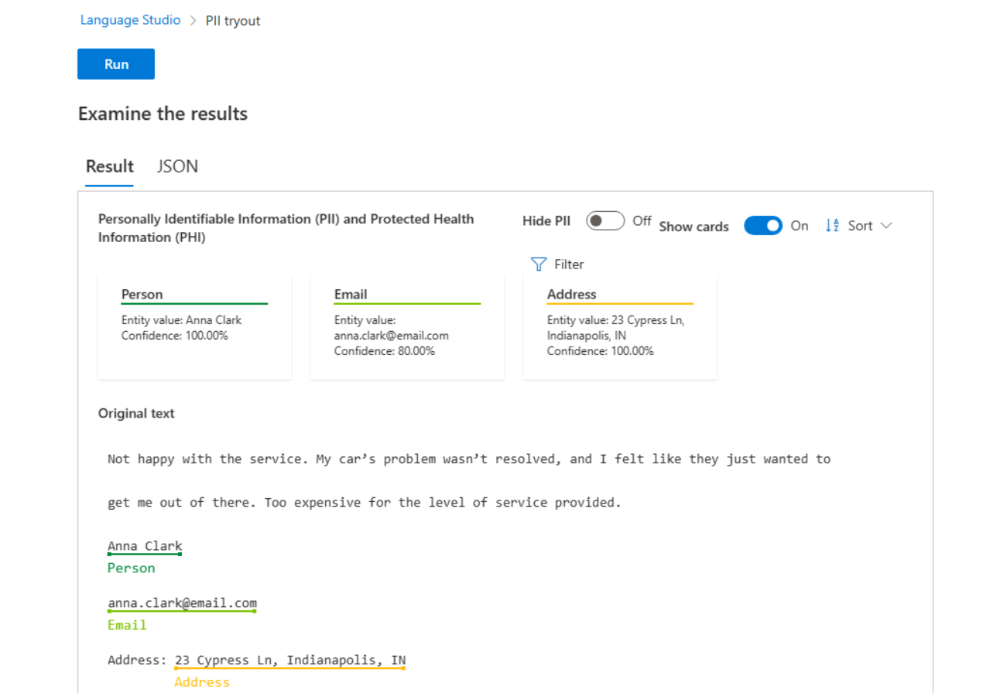 Language Studio > PII tryout
Run
Examine the results
Result JSON
Personally Identifiable Information (PII) and Protected Health
Information (PHI)
Hide PII Off Show cards On Sort
Filter
Person
Entity value: Anna Clark
Confidence: 100.00%
Email
Entity value:
anna.clark@email.com
Confidence: 80.00%
Address
Entity value: 23 Cypress Ln,
Indianapolis, IN
Confidence: 100.00%
Original text
Not happy with the service. My car’s problem wasn’t resolved, and I felt like they just wanted to
get me out of there. Too expensive for the level of service provided.
Anna Clark
Person
anna.clark@email.com
Email
Address: 23 Cypress Ln, Indianapolis, IN
Address